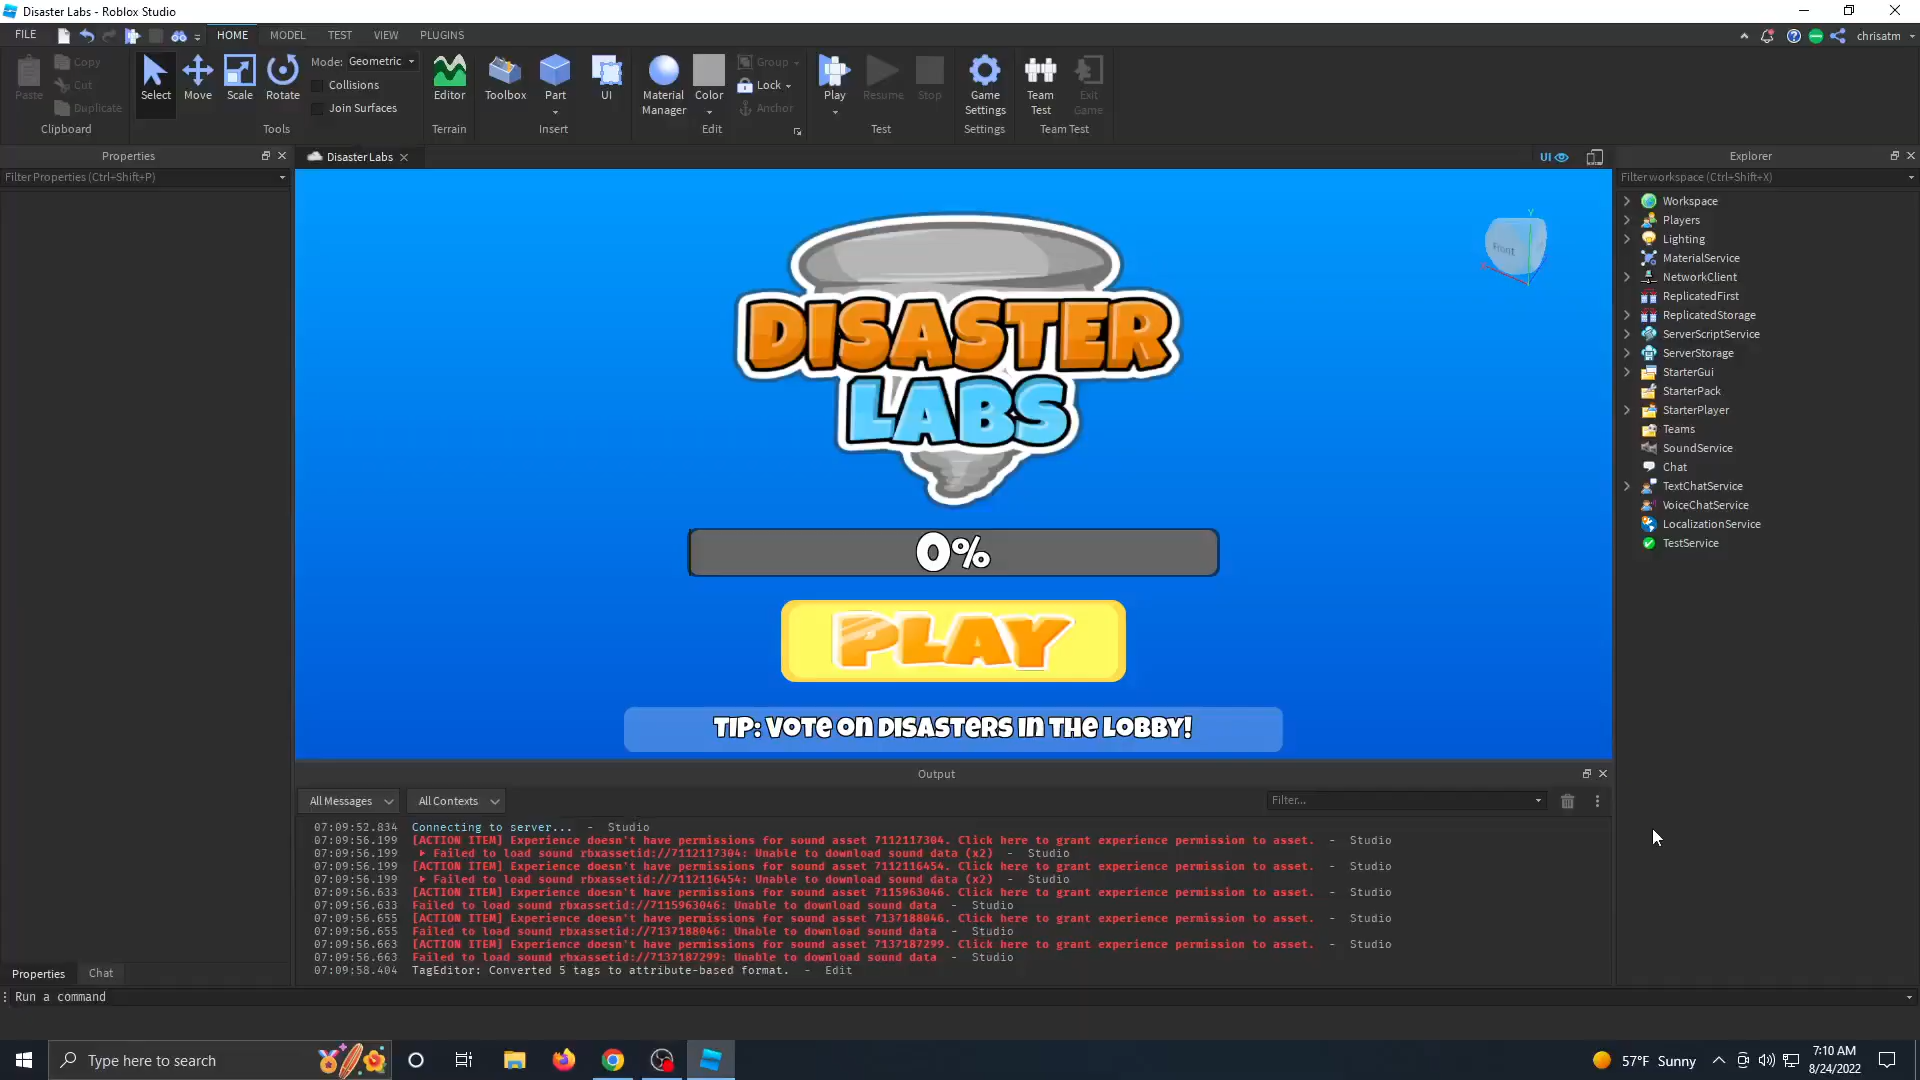 Disaster Labs - Roblox Studio
FILE
HOME
MODEL
TEST
VIEW
PLUGINS
chrisatm
Paste
Copy
Cut
Duplicate
Clipboard
Select
Move
Scale
Rotate
Mode: Geometric
Collisions
Join Surfaces
Tools
Editor
Terrain
Toolbox
Part
UI
Insert
Material Manager
Color
Group
Lock
Anchor
Edit
Play
Resume
Stop
Test
Game Settings
Settings
Team Test
Exit Game
Team Test
Properties
Filter Properties (Ctrl+Shift+P)
Disaster Labs
UI
Explorer
Filter workspace (Ctrl+Shift+X)
Y
Front
DISASTER
LABS
0%
PLAY
TIP: VOTE ON DISASTERS IN THE LOBBY!
Workspace
Players
Lighting
MaterialService
NetworkClient
ReplicatedFirst
ReplicatedStorage
ServerScriptService
ServerStorage
StarterGui
StarterPack
StarterPlayer
Teams
SoundService
Chat
TextChatService
VoiceChatService
LocalizationService
TestService
Output
All Messages
All Contexts
Filter...
07:09:52.834 Connecting to server... - Studio
07:09:56.199 [ACTION ITEM] Experience doesn't have permissions for sound asset 7112117304. Click here to grant experience permission to asset. - Studio
07:09:56.199 Failed to load sound rbxassetid://7112117304: Unable to download sound data (x2) - Studio
07:09:56.199 [ACTION ITEM] Experience doesn't have permissions for sound asset 7112116454. Click here to grant experience permission to asset. - Studio
07:09:56.199 Failed to load sound rbxassetid://7112116454: Unable to download sound data (x2) - Studio
07:09:56.633 [ACTION ITEM] Experience doesn't have permissions for sound asset 7115963046. Click here to grant experience permission to asset. - Studio
07:09:56.633 Failed to load sound rbxassetid://7115963046: Unable to download sound data - Studio
07:09:56.655 [ACTION ITEM] Experience doesn't have permissions for sound asset 7137188046. Click here to grant experience permission to asset. - Studio
07:09:56.655 Failed to load sound rbxassetid://7137188046: Unable to download sound data - Studio
07:09:56.663 [ACTION ITEM] Experience doesn't have permissions for sound asset 7137187299. Click here to grant experience permission to asset. - Studio
07:09:56.663 Failed to load sound rbxassetid://7137187299: Unable to download sound data - Studio
07:09:58.404 TagEditor: Converted 5 tags to attribute-based format. - Edit
Properties
Chat
Run a command
Type here to search
57°F Sunny
7:10 AM
8/24/2022